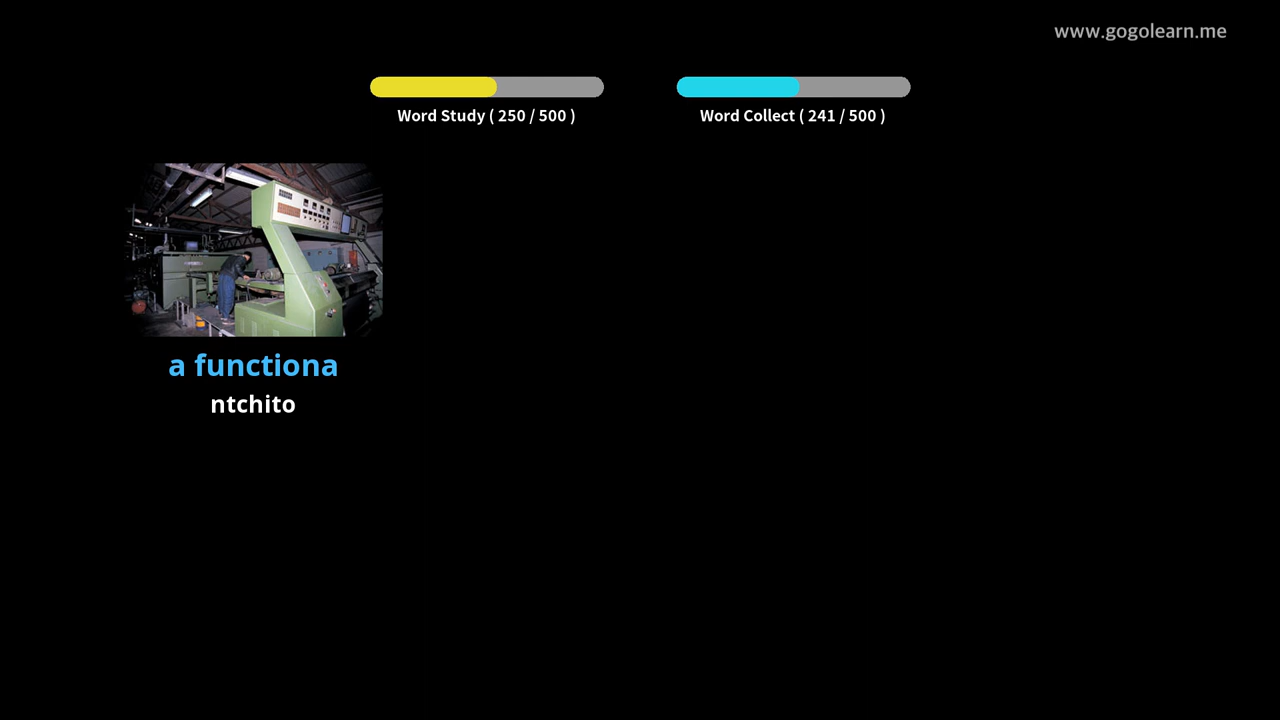 www.gogolearn.me
Word Study ( 250 / 500 )
Word Collect ( 241 / 500 )
a functiona
ntchito